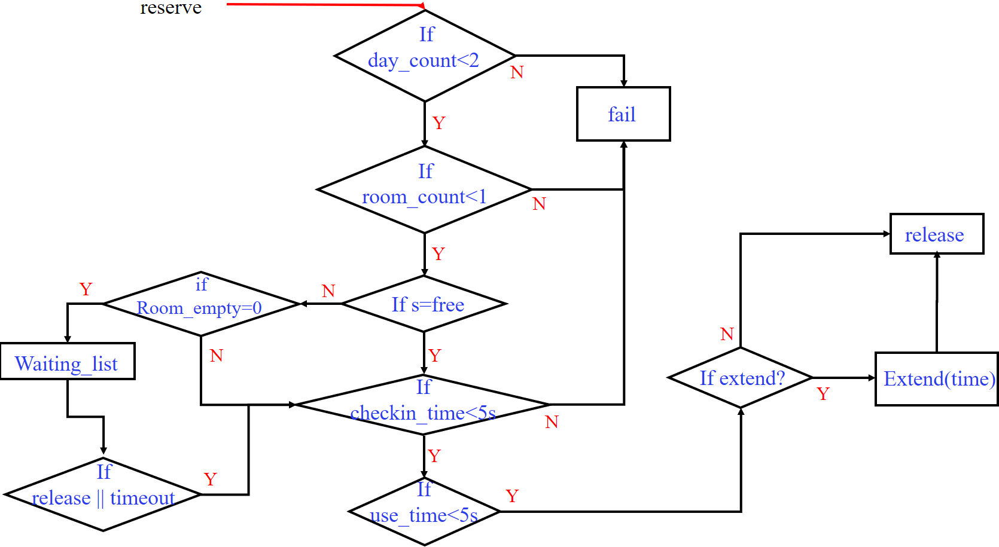 reserve
If
day_count<2
N
fail
Y
If
room_count<1
N
Y
release
if
Room_empty=0
Y
N
If s=free
N
Y
Waiting_list
If
checkin_time<5s
N
Y
If extend?
N
Y
Extend(time)
If
release || timeout
Y
If
use_time<5s
Y